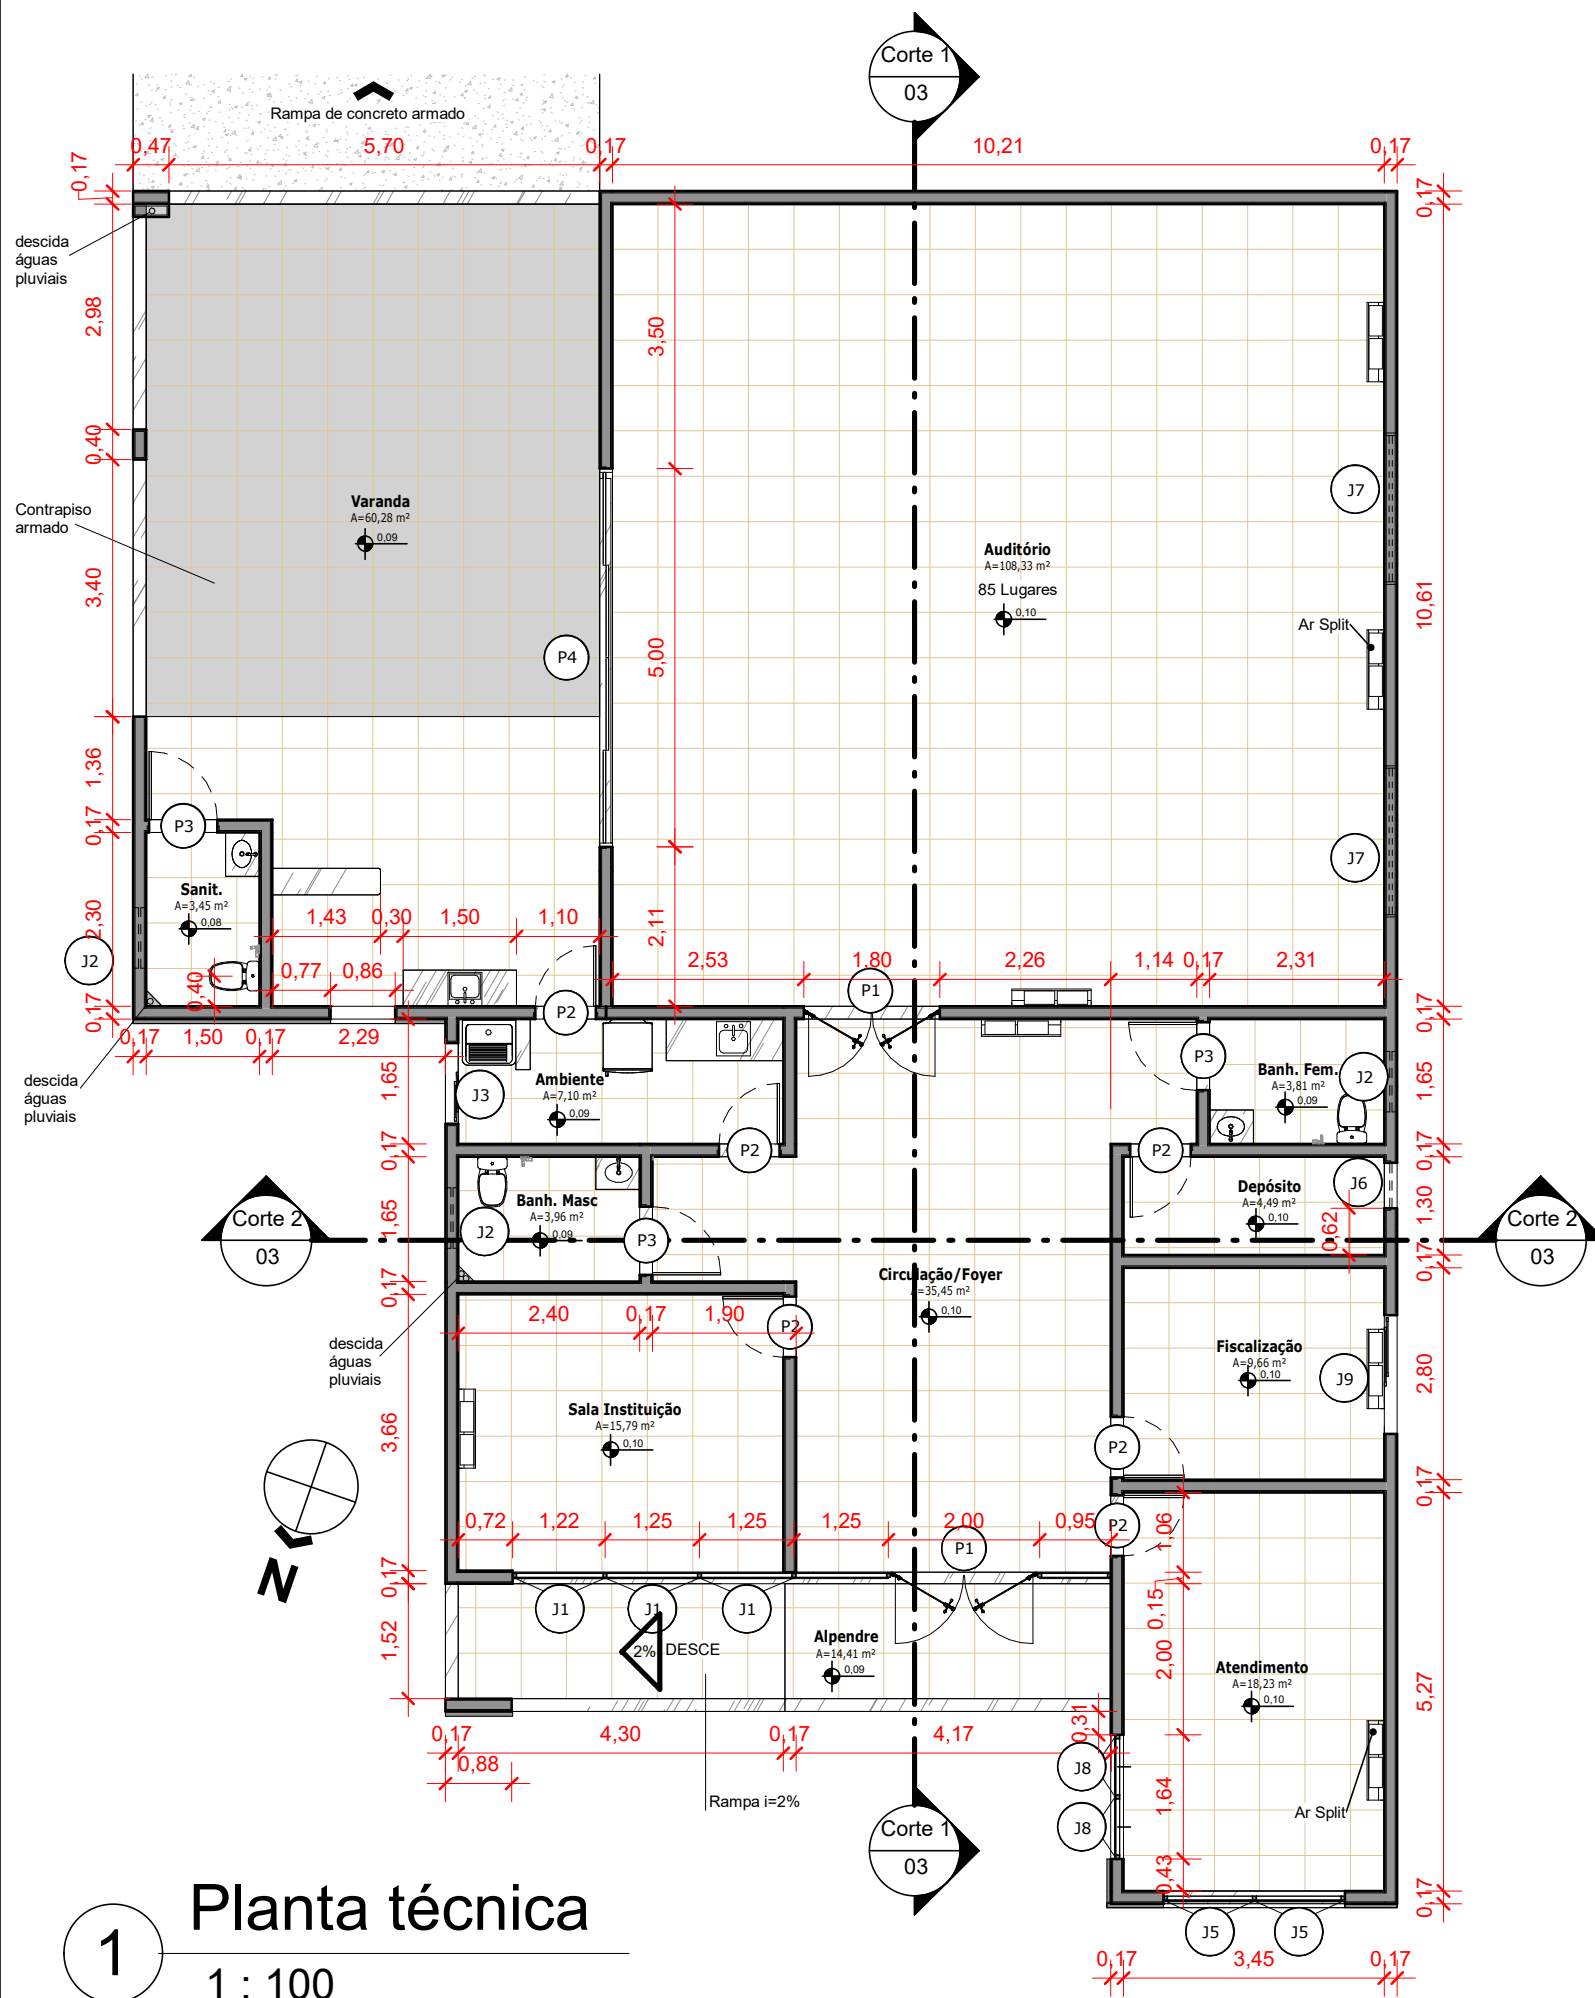 Corte 1
03
Rampa de concreto armado
0,47
5,70
0,17
10,21
0,17
0,17
0,17
descida
águas
pluviais
2,98
3,50
0,40
J7
Contrapiso
armado
Varanda
A=60,28 m²
0,09
Auditório
A=108,33 m²
85 Lugares
0,10
3,40
10,61
Ar Split
P4
5,00
1,36
0,17
P3
J7
Sanit.
A=3,45 m²
0,08
2,30
1,43
0,30
1,50
1,10
2,11
J2
0,77
0,86
0,40
2,53
1,80
2,26
1,14
0,17
2,31
P1
0,17
P2
0,17
0,17
1,50
0,17
2,29
descida
águas
pluviais
1,65
J3
Ambiente
A=7,10 m²
0,09
P3
Banh. Fem.
A=3,81 m²
0,09
J2
1,65
0,17
P2
P2
0,17
Corte 2
03
1,65
Banh. Masc
A=3,96 m²
0,09
J2
P3
Depósito
A=4,49 m²
0,10
J6
0,62
1,30
Corte 2
03
0,17
Circulação/Foyer
A=35,45 m²
0,10
0,17
2,40
0,17
1,90
P2
descida
águas
pluviais
Fiscalização
A=9,66 m²
0,10
J9
2,80
3,66
Sala Instituição
A=15,79 m²
0,10
P2
0,17
N
0,72
1,22
1,25
1,25
1,25
2,00
0,95
P2
1,06
P1
0,17
J1
J1
J1
0,15
1,52
2%
DESCE
Alpendre
A=14,41 m²
0,09
2,00
Atendimento
A=18,23 m²
0,10
5,27
0,31
0,17
4,30
0,17
4,17
0,88
J8
Rampa i=2%
1,64
Ar Split
J8
Corte 1
03
0,43
0,17
1
Planta técnica
1 : 100
J5
J5
0,17
3,45
0,17